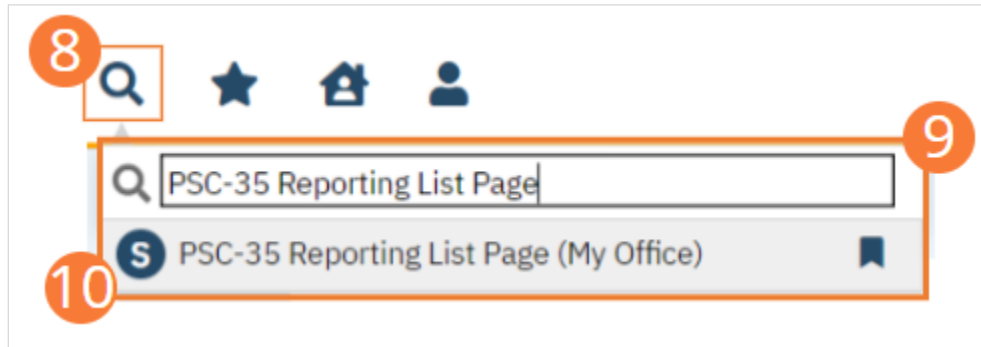 8
9
PSC-35 Reporting List Page
S PSC-35 Reporting List Page (My Office)
10